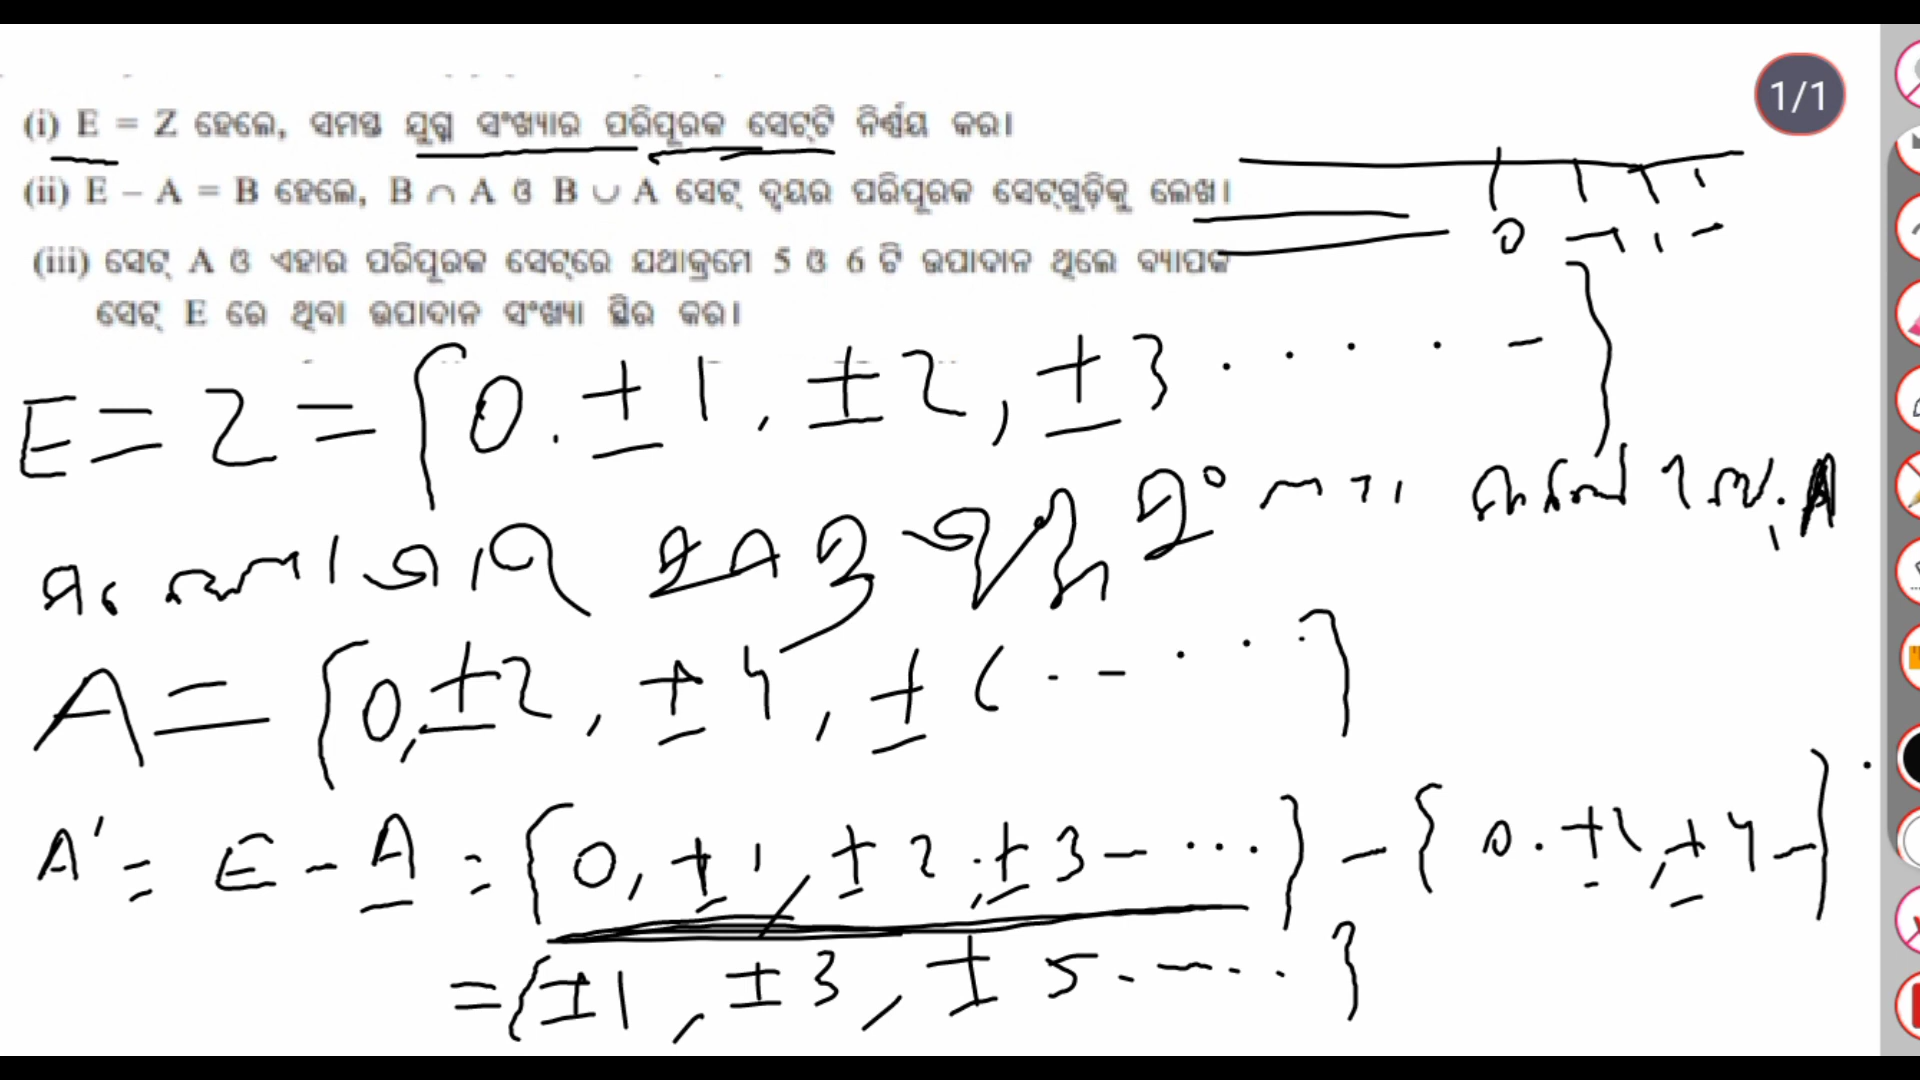 1/1
(i) E = Z ହେଲେ, ସମସ୍ତ ଯୁଗ୍ମ ସଂଖ୍ୟାର ପରିପୂରକ ସେଟ୍‌ଟି ନିର୍ଣ୍ଣୟ କର।
(ii) E – A = B ହେଲେ, B ∩ A ଓ B ∪ A ସେଟ୍ ଦ୍ୱୟର ପରିପୂରକ ସେଟ୍‌ଗୁଡ଼ିକୁ ଲେଖ।
0
(iii) ସେଟ୍ A ଓ ଏହାର ପରିପୂରକ ସେଟ୍‌ରେ ଯଥାକ୍ରମେ 5 ଓ 6 ଟି ଉପାଦାନ ଥିଲେ ବ୍ୟାପକ
ସେଟ୍ E ରେ ଥିବା ଉପାଦାନ ସଂଖ୍ୟା ସ୍ଥିର କର।
E = Z = {0, ±1, ±2, ±3 . . . . -}
A
A = {0, ±2, ±4, ±6 - - . . .}
A' = E - A = {0, ±1, ±2, ±3 - . . .} - {0, ±2, ±4 -}
= {±1, ±3, ±5 . - - . . .}